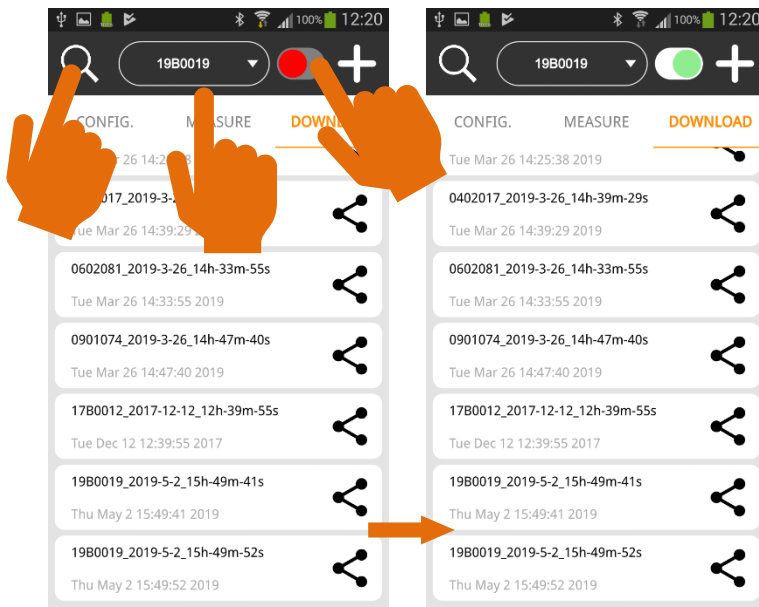 100% 12:20
19B0019
CONFIG. MEASURE
26 14:2
017_2019-3-2
Tue Mar 26 14:39:29
0602081_2019-3-26_14h-33m-55s
Tue Mar 26 14:33:55 2019
0901074_2019-3-26_14h-47m-40s
Tue Mar 26 14:47:40 2019
17B0012_2017-12-12_12h-39m-55s
Tue Dec 12 12:39:55 2017
19B0019_2019-5-2_15h-49m-41s
Thu May 2 15:49:41 2019
19B0019_2019-5-2_15h-49m-52s
Thu May 2 15:49:52 2019
100% 12:20
19B0019
CONFIG. MEASURE DOWNLOAD
Tue Mar 26 14:25:38 2019
0402017_2019-3-26_14h-39m-29s
Tue Mar 26 14:39:29 2019
0602081_2019-3-26_14h-33m-55s
Tue Mar 26 14:33:55 2019
0901074_2019-3-26_14h-47m-40s
Tue Mar 26 14:47:40 2019
17B0012_2017-12-12_12h-39m-55s
Tue Dec 12 12:39:55 2017
19B0019_2019-5-2_15h-49m-41s
Thu May 2 15:49:41 2019
19B0019_2019-5-2_15h-49m-52s
Thu May 2 15:49:52 2019